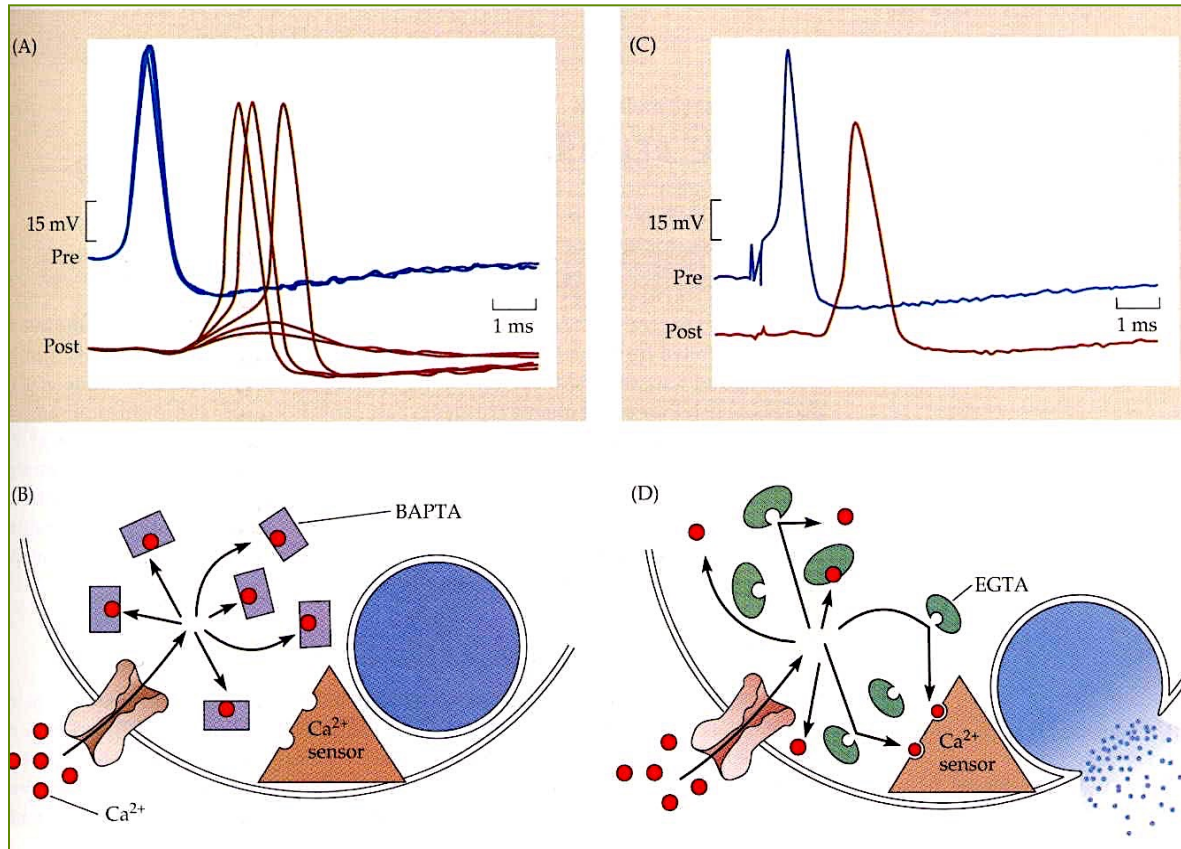 (A)
15 mV
Pre
Post
1 ms
(C)
15 mV
Pre
Post
1 ms
(B)
BAPTA
Ca²⁺
sensor
Ca²⁺
(D)
EGTA
Ca²⁺
sensor